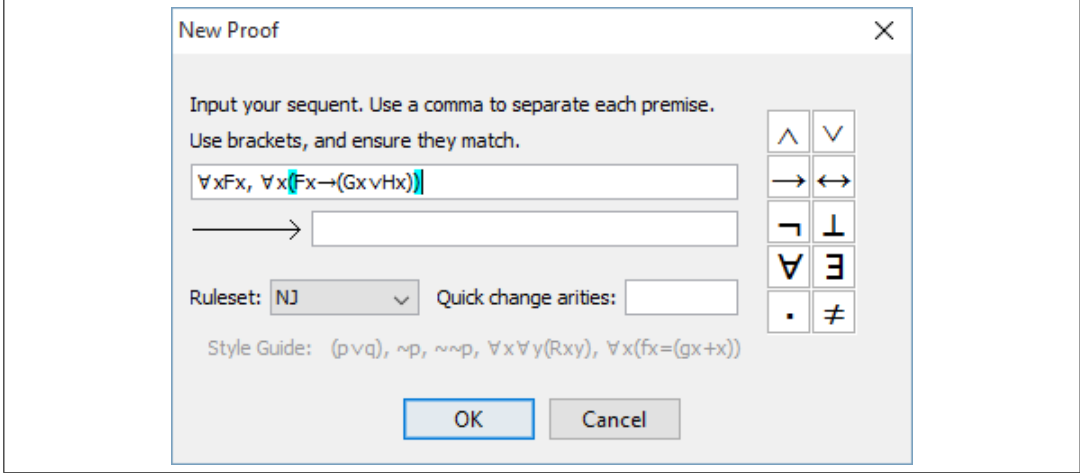 New Proof
Input your sequent. Use a comma to separate each premise.
Use brackets, and ensure they match.
∀xFx, ∀x(Fx→(Gx∨Hx))
Ruleset: NJ Quick change arities:
Style Guide: (p∨q), ~p, ~~p, ∀x∀y(Rxy), ∀x(fx=(gx+x))
OK Cancel
∧ ∨
→ ↔
¬ ⊥
∀ ∃
· ≠